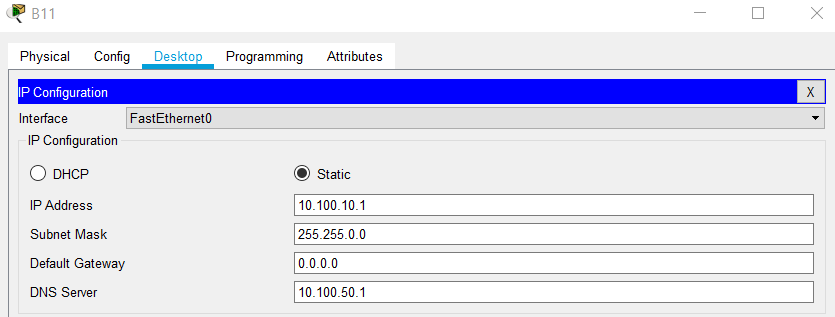 B11
Physical Config Desktop Programming Attributes
IP Configuration X
Interface FastEthernet0
IP Configuration
DHCP Static
IP Address 10.100.10.1
Subnet Mask 255.255.0.0
Default Gateway 0.0.0.0
DNS Server 10.100.50.1